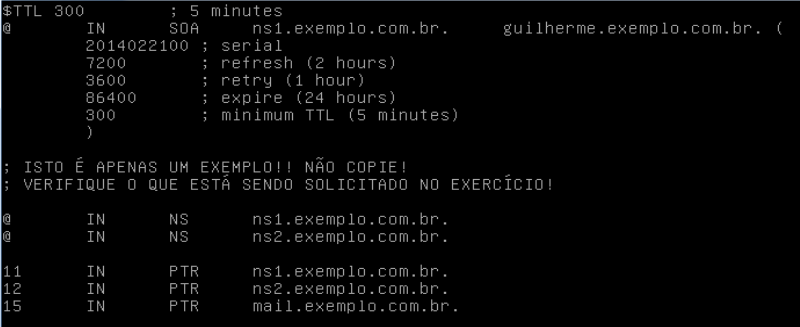 $TTL 300 ; 5 minutes
@ IN SOA ns1.exemplo.com.br. guilherme.exemplo.com.br. (
2014022100 ; serial
7200 ; refresh (2 hours)
3600 ; retry (1 hour)
86400 ; expire (24 hours)
300 ; minimum TTL (5 minutes)
)
; ISTO É APENAS UM EXEMPLO!! NÃO COPIE!
; VERIFIQUE O QUE ESTÁ SENDO SOLICITADO NO EXERCÍCIO!
@ IN NS ns1.exemplo.com.br.
@ IN NS ns2.exemplo.com.br.
11 IN PTR ns1.exemplo.com.br.
12 IN PTR ns2.exemplo.com.br.
15 IN PTR mail.exemplo.com.br.